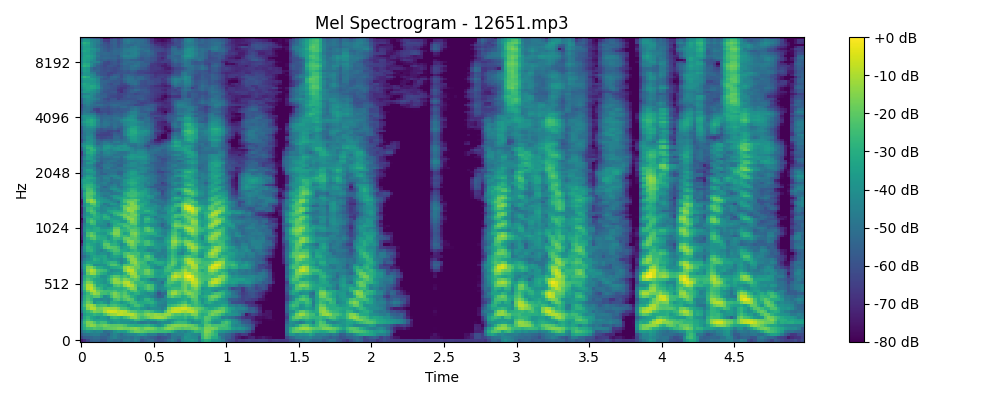 Mel Spectrogram - 12651.mp3
Hz
8192
4096
2048
1024
512
0
0 0.5 1 1.5 2 2.5 3 3.5 4 4.5
Time
+0 dB
-10 dB
-20 dB
-30 dB
-40 dB
-50 dB
-60 dB
-70 dB
-80 dB